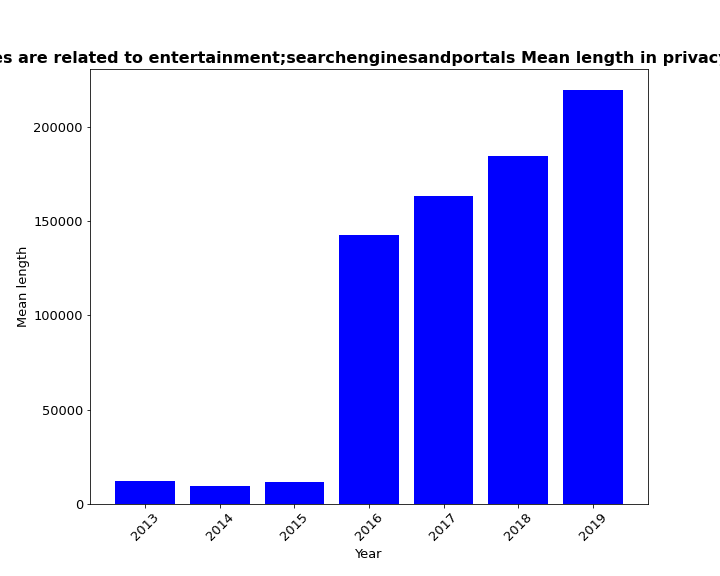 es are related to entertainment;searchenginesandportals Mean length in privacy
200000
150000
100000
50000
0
Mean length
2013 2014 2015 2016 2017 2018 2019
Year